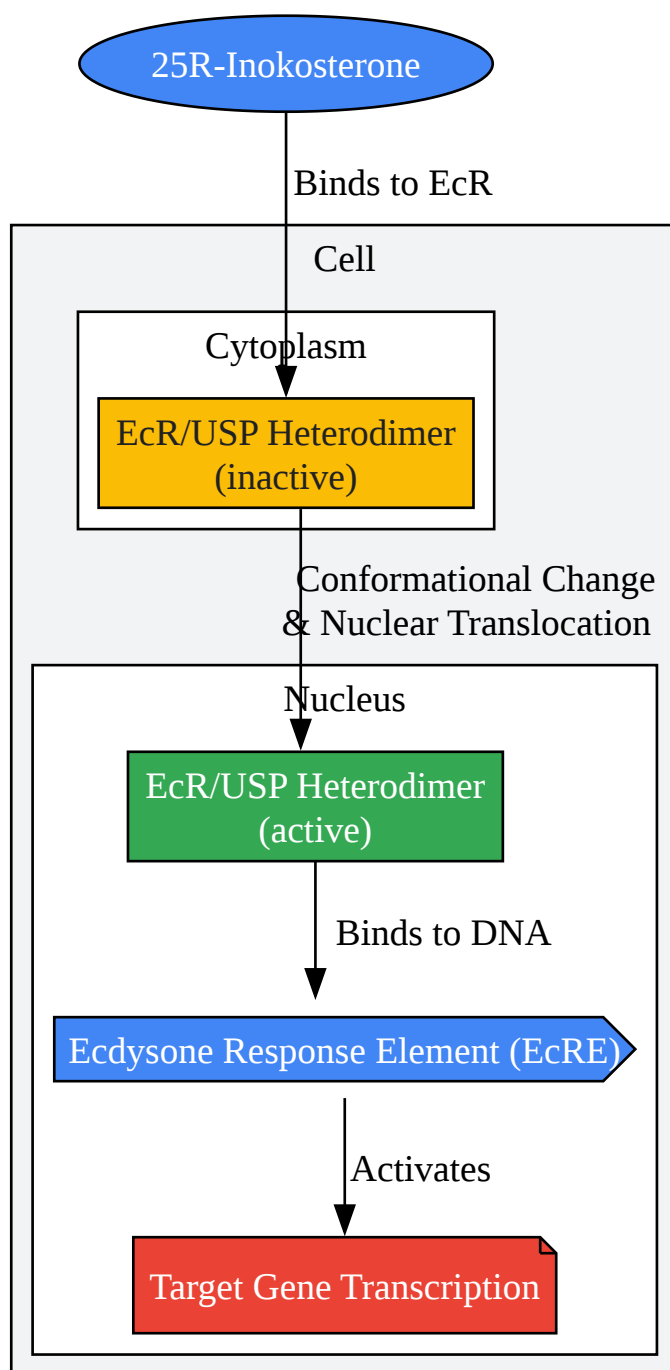 25R-Inokosterone
Binds to EcR
Cell
Cytoplasm
EcR/USP Heterodimer
(inactive)
Conformational Change
& Nuclear Translocation
Nucleus
EcR/USP Heterodimer
(active)
Binds to DNA
Ecdysone Response Element (EcRE)
Activates
Target Gene Transcription